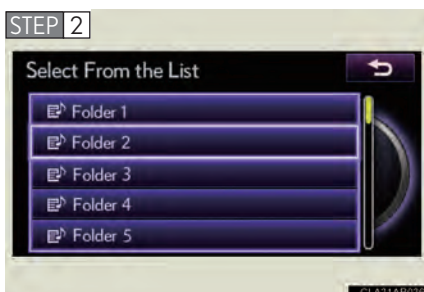 STEP 2
Select From the List
Folder 1
Folder 2
Folder 3
Folder 4
Folder 5